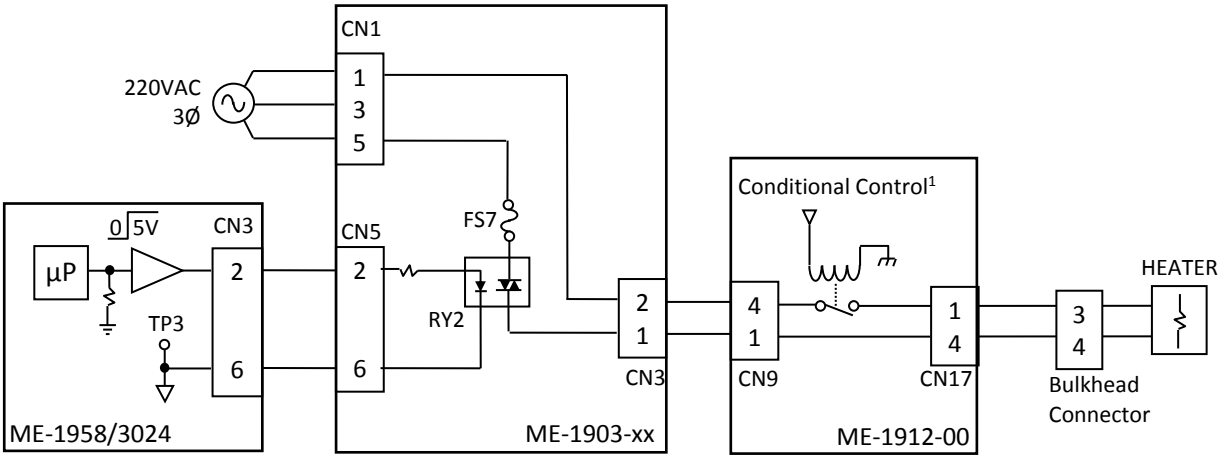 CN1
220VAC
3Ø
1
3
5
Conditional Control¹
0 5V
CN3
FS7
CN5
HEATER
µP
2
2
TP3
RY2
2
1
4
1
1
4
3
4
6
6
CN3
CN9
CN17
Bulkhead
Connector
ME-1958/3024
ME-1903-xx
ME-1912-00